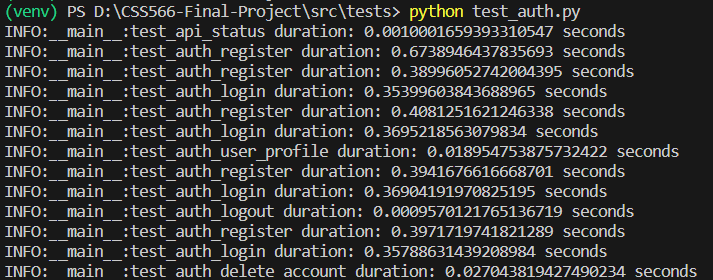 (venv) PS D:\CSS566-Final-Project\src\tests> python test_auth.py
INFO:__main__:test_api_status duration: 0.0010001659393310547 seconds
INFO:__main__:test_auth_register duration: 0.6738946437835693 seconds
INFO:__main__:test_auth_register duration: 0.38996052742004395 seconds
INFO:__main__:test_auth_login duration: 0.35399603843688965 seconds
INFO:__main__:test_auth_register duration: 0.4081251621246338 seconds
INFO:__main__:test_auth_login duration: 0.3695218563079834 seconds
INFO:__main__:test_auth_user_profile duration: 0.018954753875732422 seconds
INFO:__main__:test_auth_register duration: 0.3941676616668701 seconds
INFO:__main__:test_auth_login duration: 0.36904191970825195 seconds
INFO:__main__:test_auth_logout duration: 0.0009570121765136719 seconds
INFO:__main__:test_auth_register duration: 0.3971719741821289 seconds
INFO:__main__:test_auth_login duration: 0.35788631439208984 seconds
INFO:__main__:test_auth_delete_account duration: 0.027043819427490234 seconds